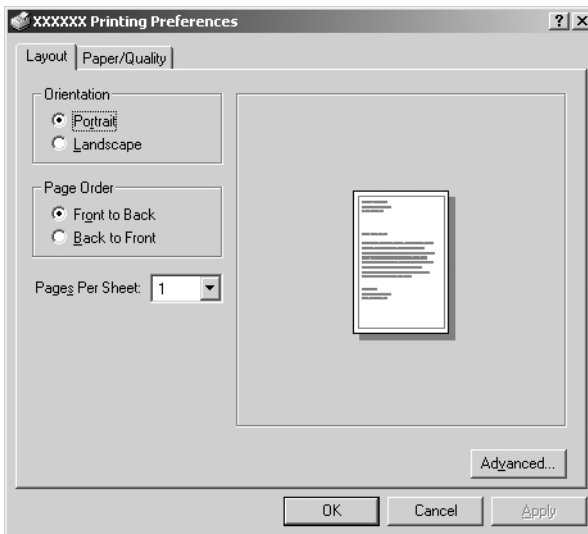 XXXXXX Printing Preferences
Layout Paper/Quality
Orientation
Portrait
Landscape
Page Order
Front to Back
Back to Front
Pages Per Sheet: 1
Advanced...
OK Cancel Apply